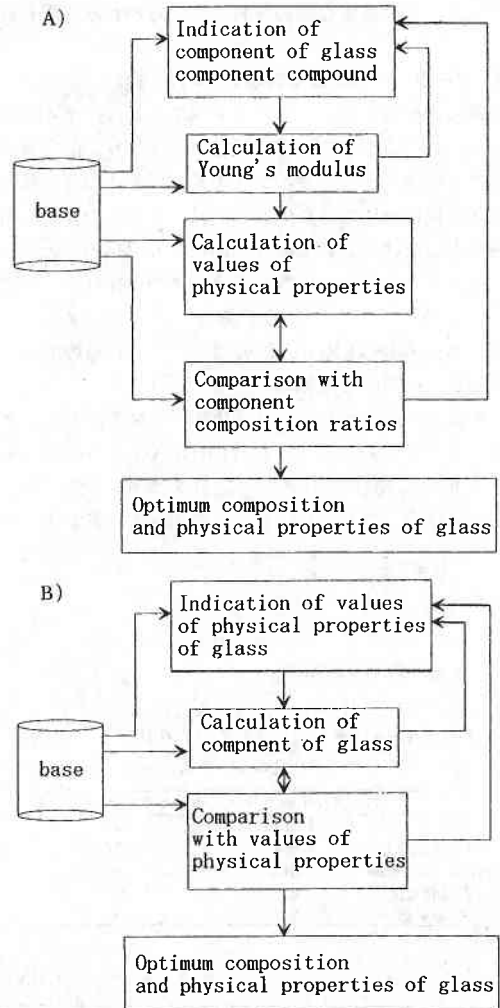 A)
Indication of
component of glass
component compound
Calculation of
Young's modulus
base
Calculation of
values of
physical properties
Comparison with
component
composition ratios
Optimum composition
and physical properties of glass
B)
Indication of values
of physical properties
of glass
Calculation of
compnent of glass
base
Comparison
with values of
physical properties
Optimum composition
and physical properties of glass